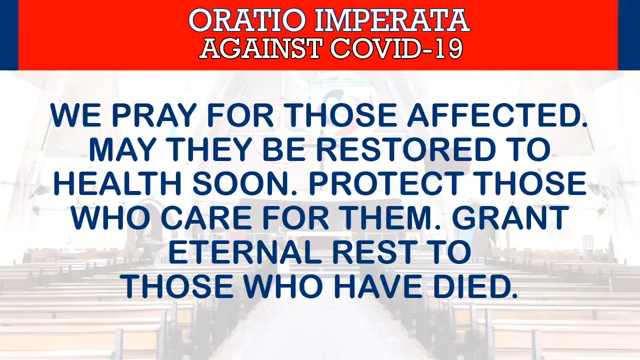 ORATIO IMPERATA
AGAINST COVID-19
WE PRAY FOR THOSE AFFECTED.
MAY THEY BE RESTORED TO
HEALTH SOON. PROTECT THOSE
WHO CARE FOR THEM. GRANT
ETERNAL REST TO
THOSE WHO HAVE DIED.